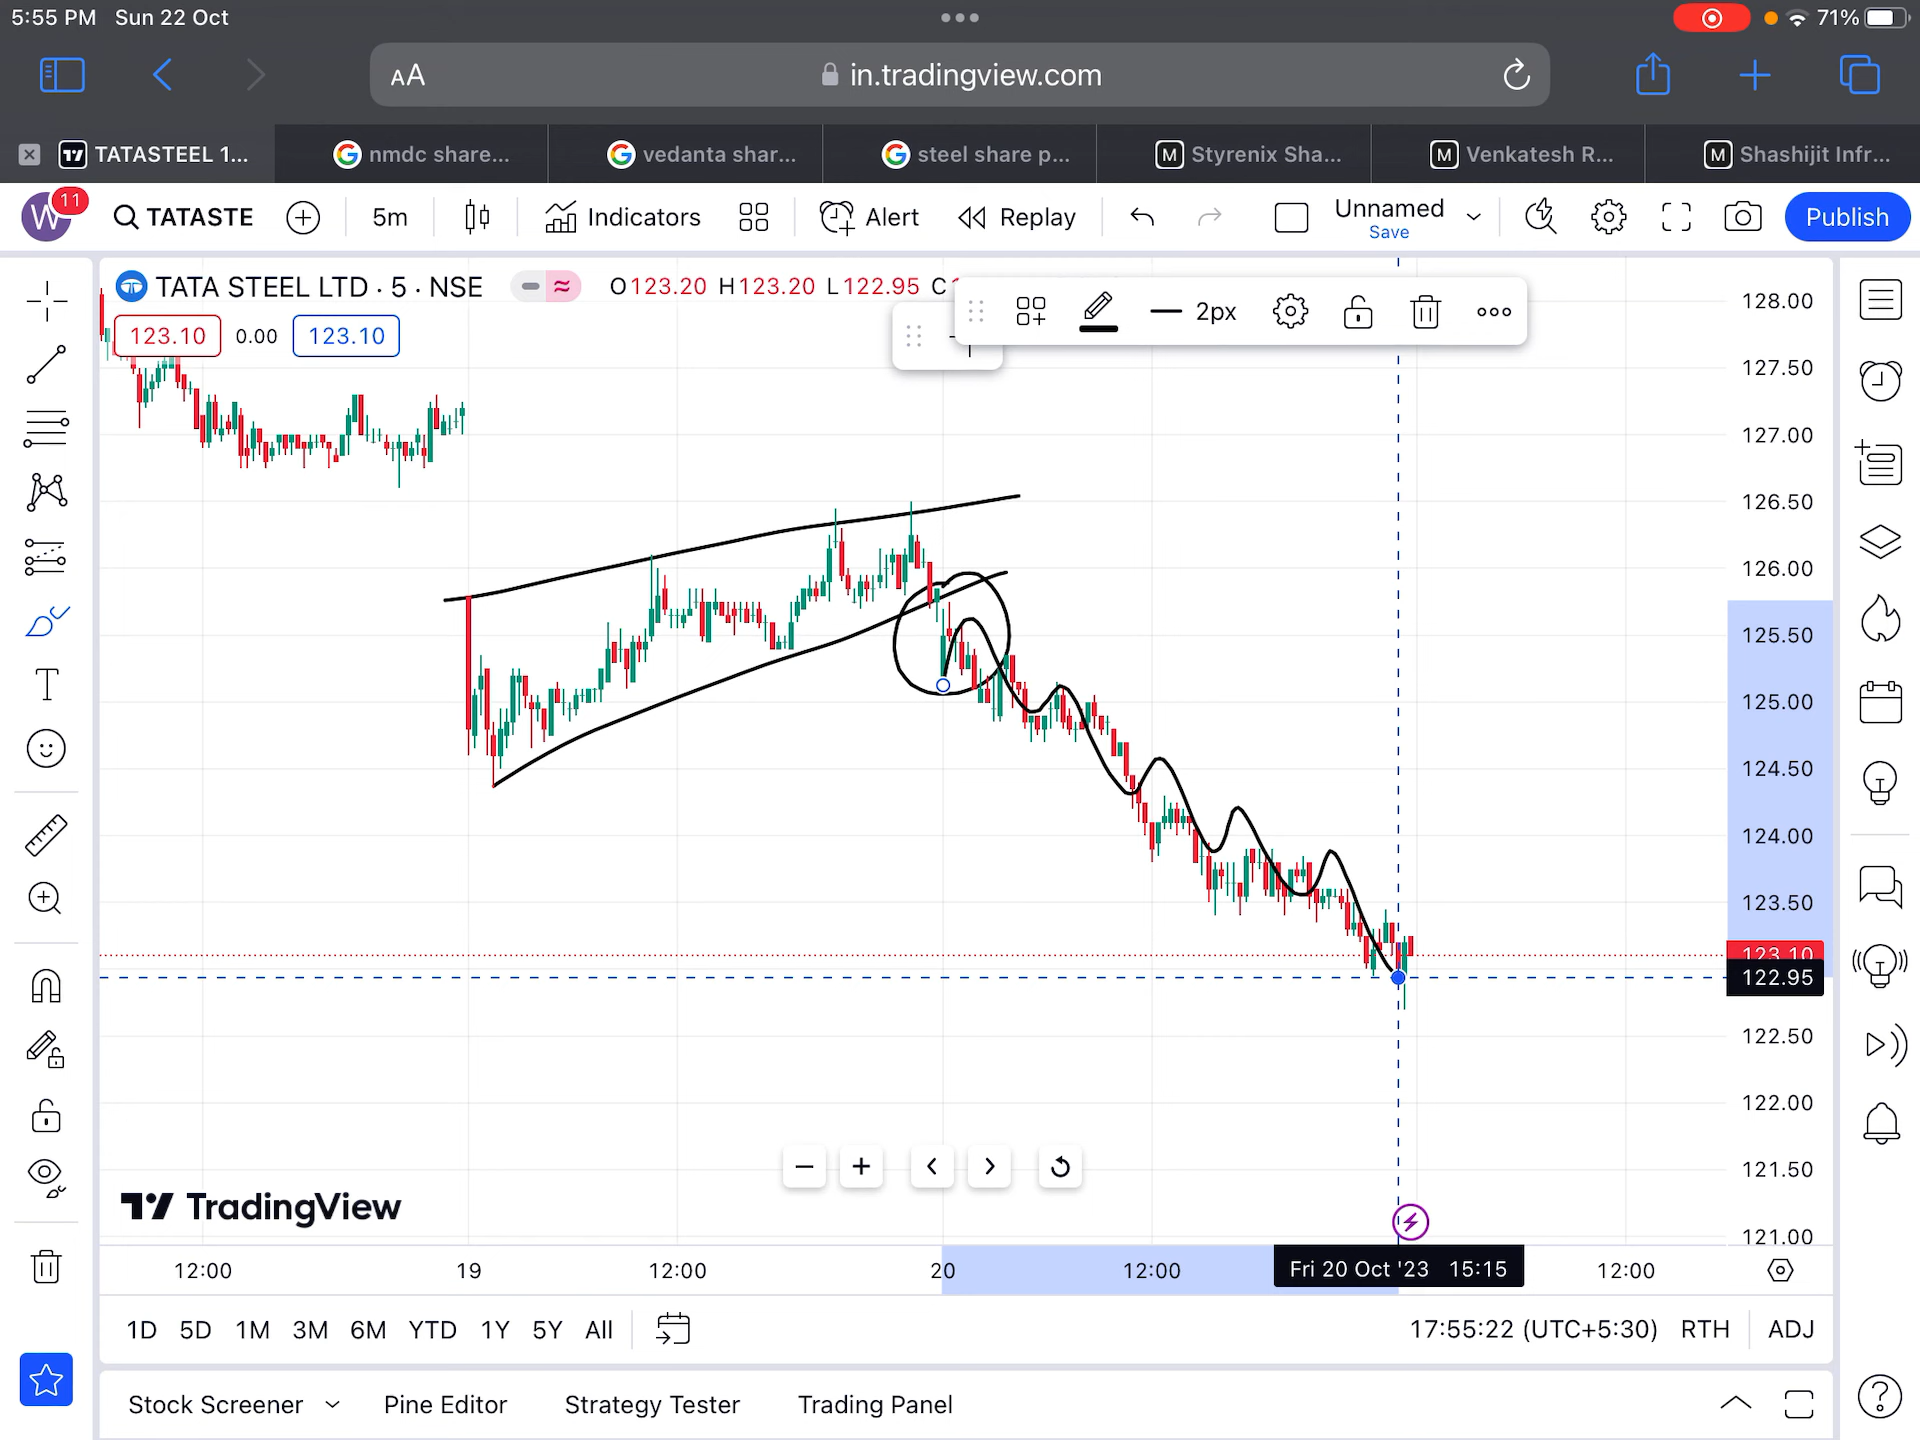 5:55 PM Sun 22 Oct
71%
AA
in.tradingview.com
TATASTEEL 1...
nmdc share...
vedanta shar...
steel share p...
M Styrenix Sha...
M Venkatesh R...
M Shashijit Infr...
W 11
TATASTE
5m
Indicators
Alert
Replay
Unnamed
Save
Publish
TATA STEEL LTD · 5 · NSE
O123.20 H123.20 L122.95 C
2px
123.10 0.00 123.10
128.00
127.50
127.00
126.50
126.00
125.50
125.00
124.50
124.00
123.50
123.10
122.95
122.50
122.00
121.50
121.00
TradingView
12:00 19 12:00 20 12:00 Fri 20 Oct '23 15:15 12:00
1D 5D 1M 3M 6M YTD 1Y 5Y All
17:55:22 (UTC+5:30) RTH ADJ
Stock Screener Pine Editor Strategy Tester Trading Panel